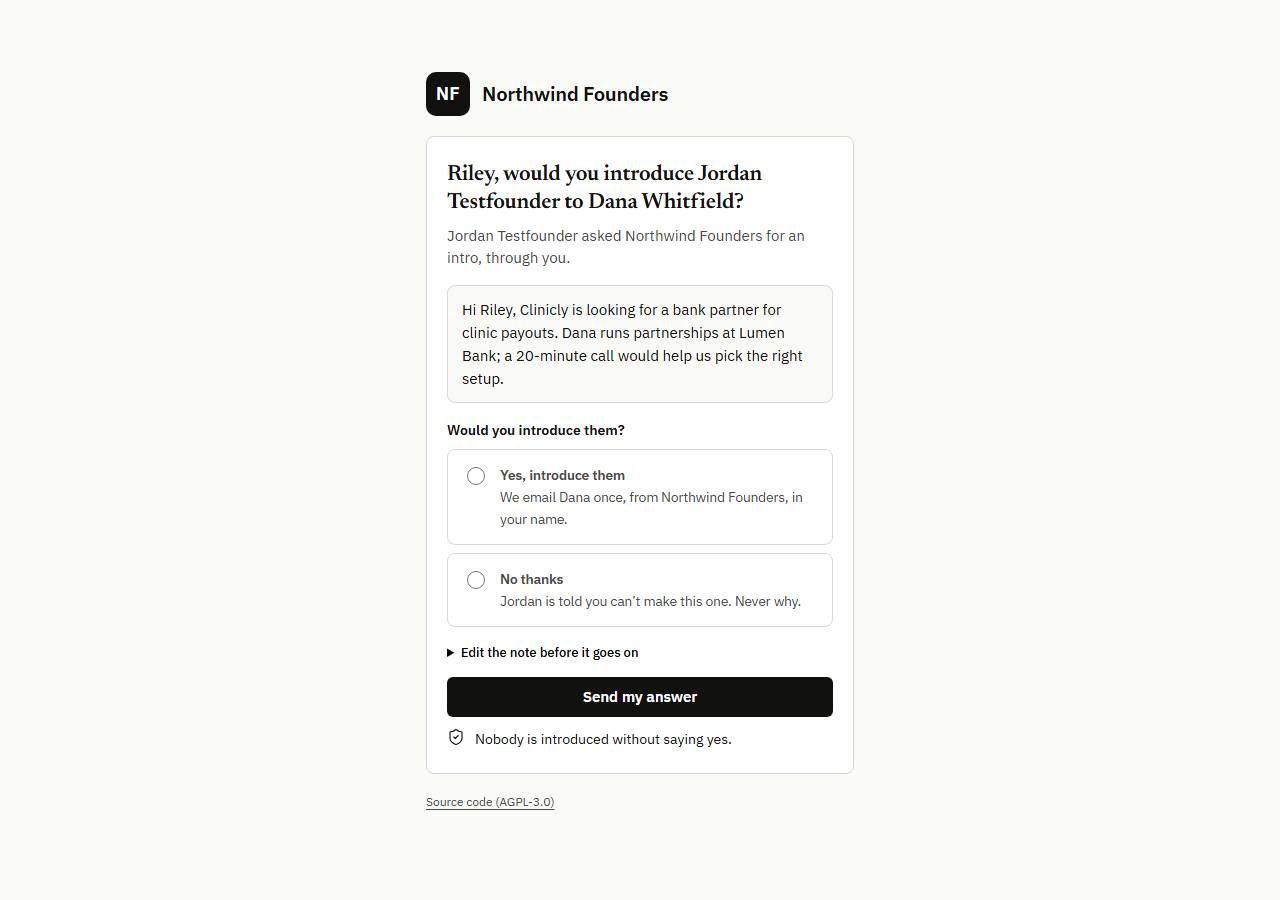 NF
Northwind Founders
Riley, would you introduce Jordan
Testfounder to Dana Whitfield?
Jordan Testfounder asked Northwind Founders for an
intro, through you.
Hi Riley, Clinicly is looking for a bank partner for
clinic payouts. Dana runs partnerships at Lumen
Bank; a 20-minute call would help us pick the right
setup.
Would you introduce them?
Yes, introduce them
We email Dana once, from Northwind Founders, in
your name.
No thanks
Jordan is told you can’t make this one. Never why.
Edit the note before it goes on
Send my answer
Nobody is introduced without saying yes.
Source code (AGPL-3.0)